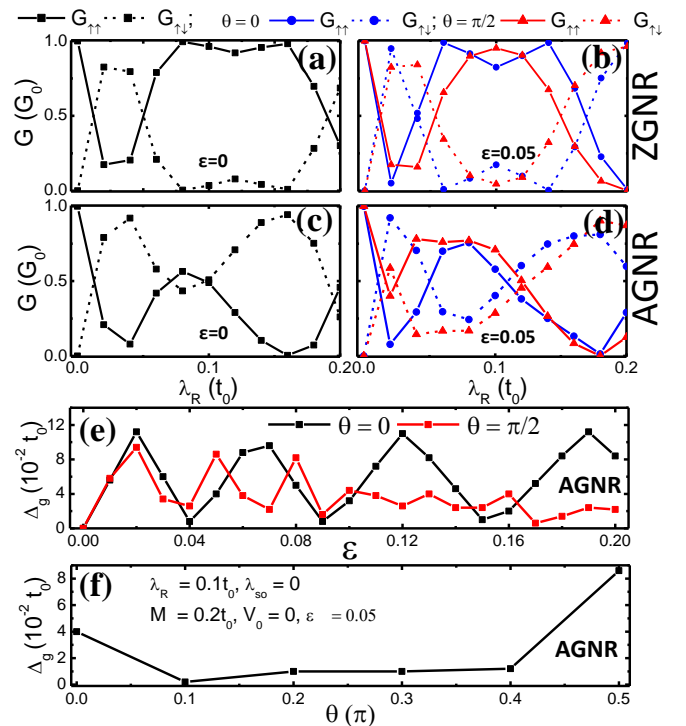 G↑↑ G↑↓; θ = 0 G↑↑ G↑↓; θ = π/2 G↑↑ G↑↓
1.0 (a) (b)
G (G₀) 0.5 ZGNR
ε=0 ε=0.05
0.0
1.0 (c) (d)
G (G₀) 0.5 AGNR
ε=0 ε=0.05
0.0
0.0 0.1 0.2 0.0 0.1 0.2
λR (t₀) λR (t₀)
12 (e) θ = 0 θ = π/2
Δg (10⁻² t₀) 8
4 AGNR
0
0.00 0.04 0.08 0.12 0.16 0.20
ε
8 (f) λR = 0.1t₀, λso = 0
Δg (10⁻² t₀) 6
M = 0.2t₀, V₀ = 0, ε = 0.05
4
2 AGNR
0
0.0 0.1 0.2 0.3 0.4 0.5
θ (π)